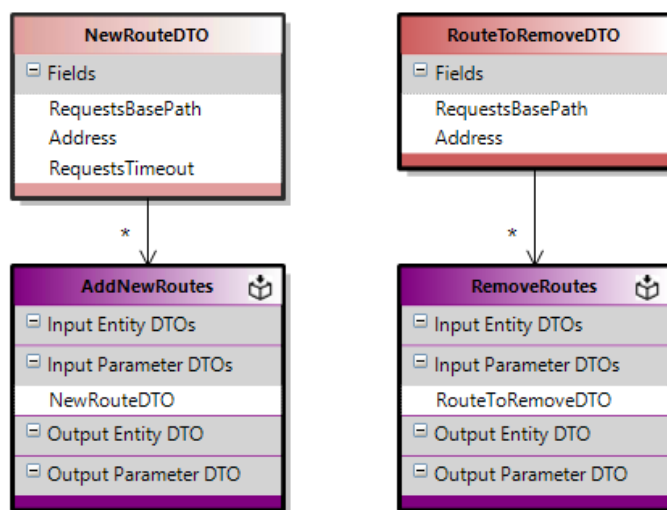 NewRouteDTO
Fields
RequestsBasePath
Address
RequestsTimeout
*
AddNewRoutes
Input Entity DTOs
Input Parameter DTOs
NewRouteDTO
Output Entity DTO
Output Parameter DTO
RouteToRemoveDTO
Fields
RequestsBasePath
Address
*
RemoveRoutes
Input Entity DTOs
Input Parameter DTOs
RouteToRemoveDTO
Output Entity DTO
Output Parameter DTO